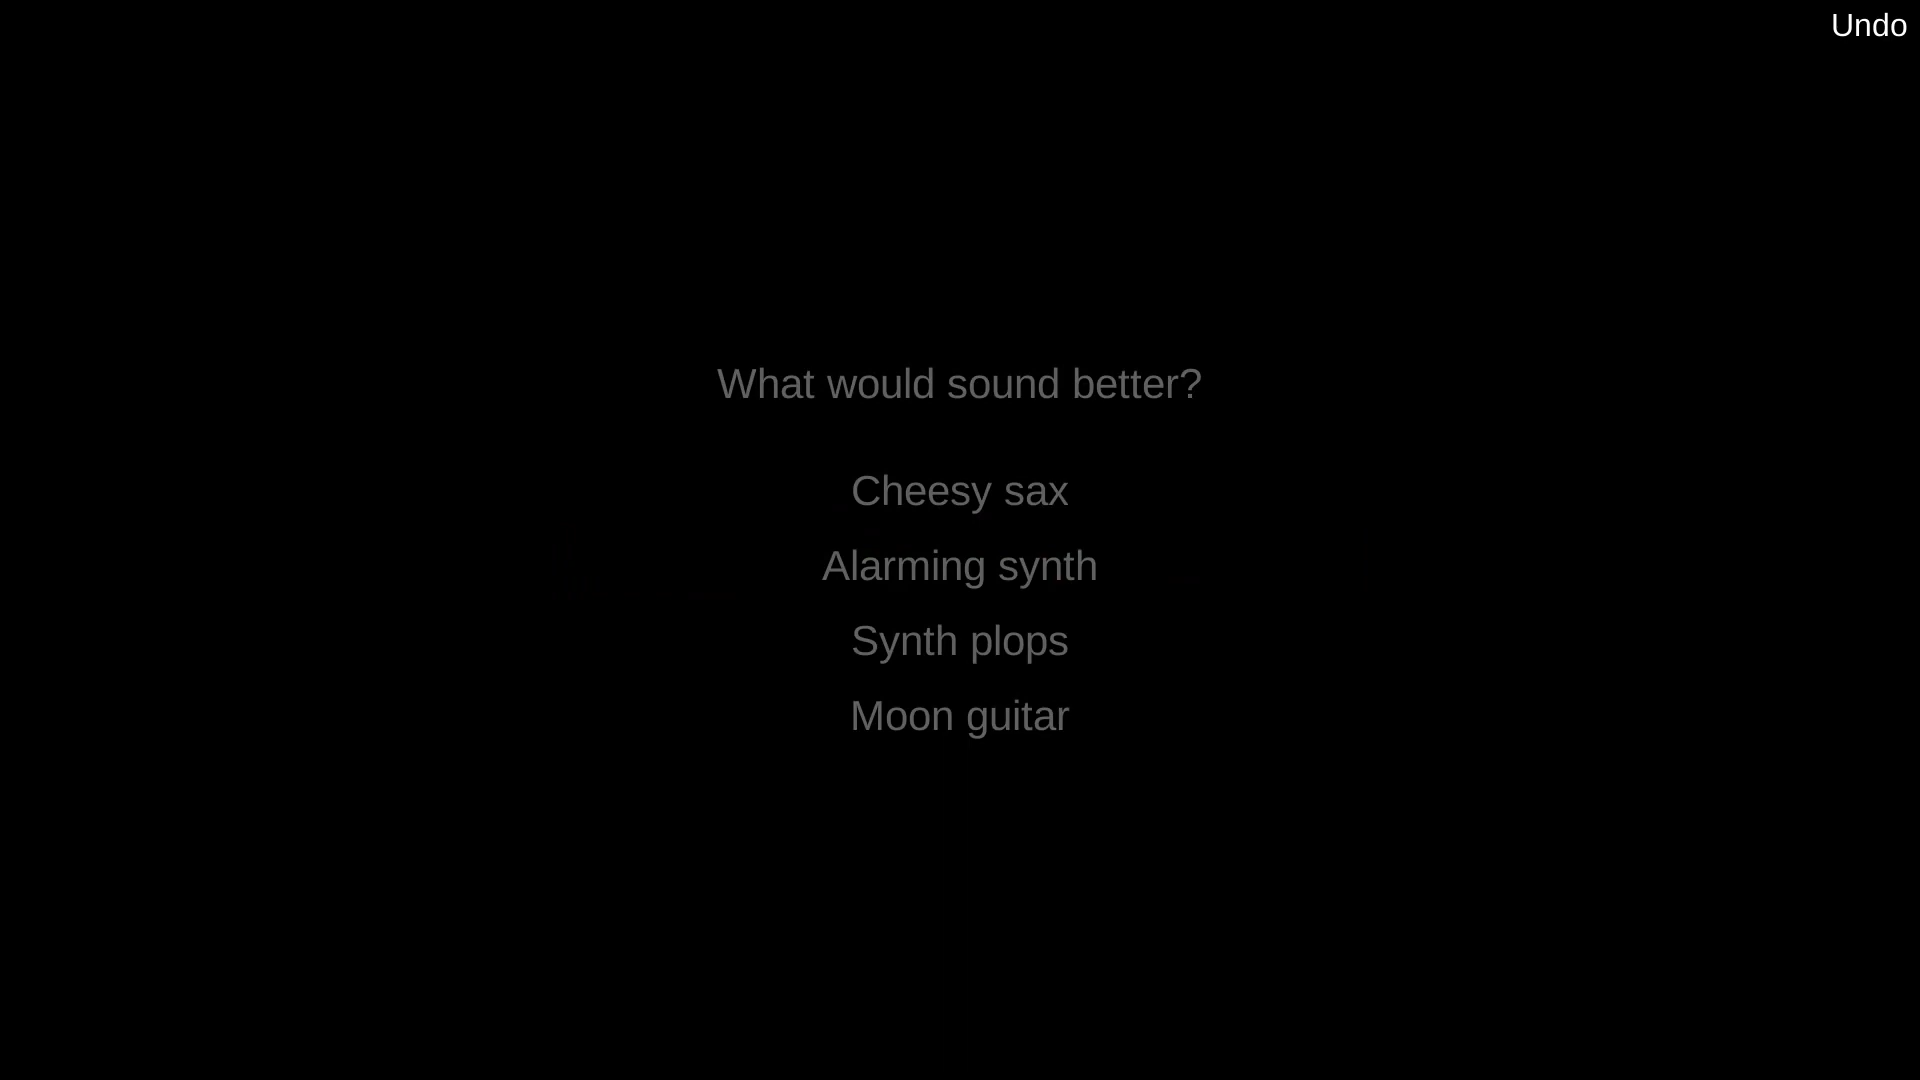 Undo
What would sound better?
Cheesy sax
Alarming synth
Synth plops
Moon guitar